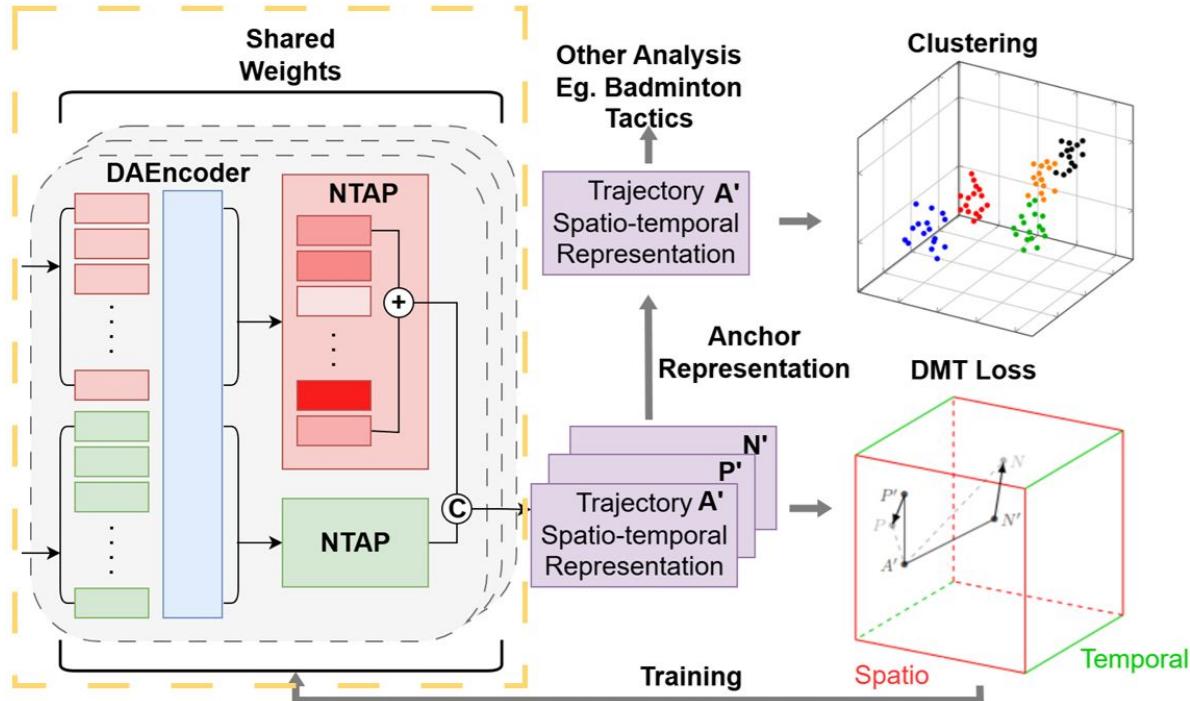 Shared
Weights
DAEncoder
NTAP
+
NTAP
C
Other Analysis
Eg. Badminton
Tactics
Trajectory A'
Spatio-temporal
Representation
Anchor
Representation
N'
P'
Trajectory A'
Spatio-temporal
Representation
Clustering
DMT Loss
N
P'
P
N'
A'
Spatio
Temporal
Training